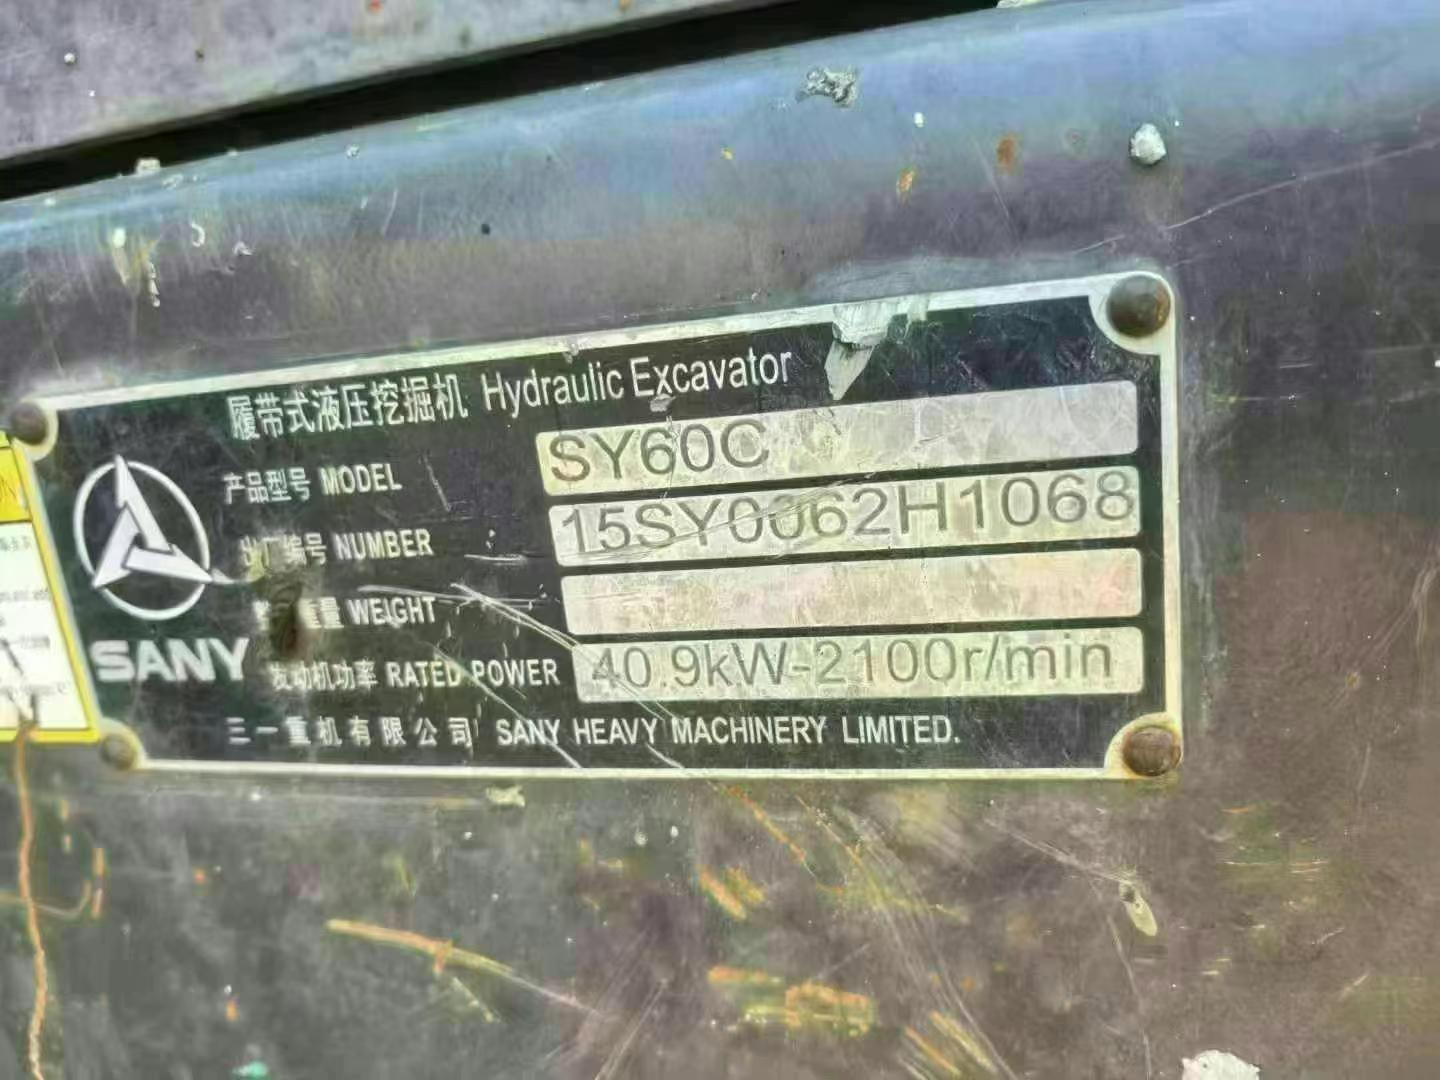 履带式液压挖掘机 Hydraulic Excavator
产品型号 MODEL SY60C
出厂编号 NUMBER 15SY0062H1068
重量 WEIGHT
发动机功率 RATED POWER 40.9kW-2100r/min
SANY
三一重机有限公司 SANY HEAVY MACHINERY LIMITED.